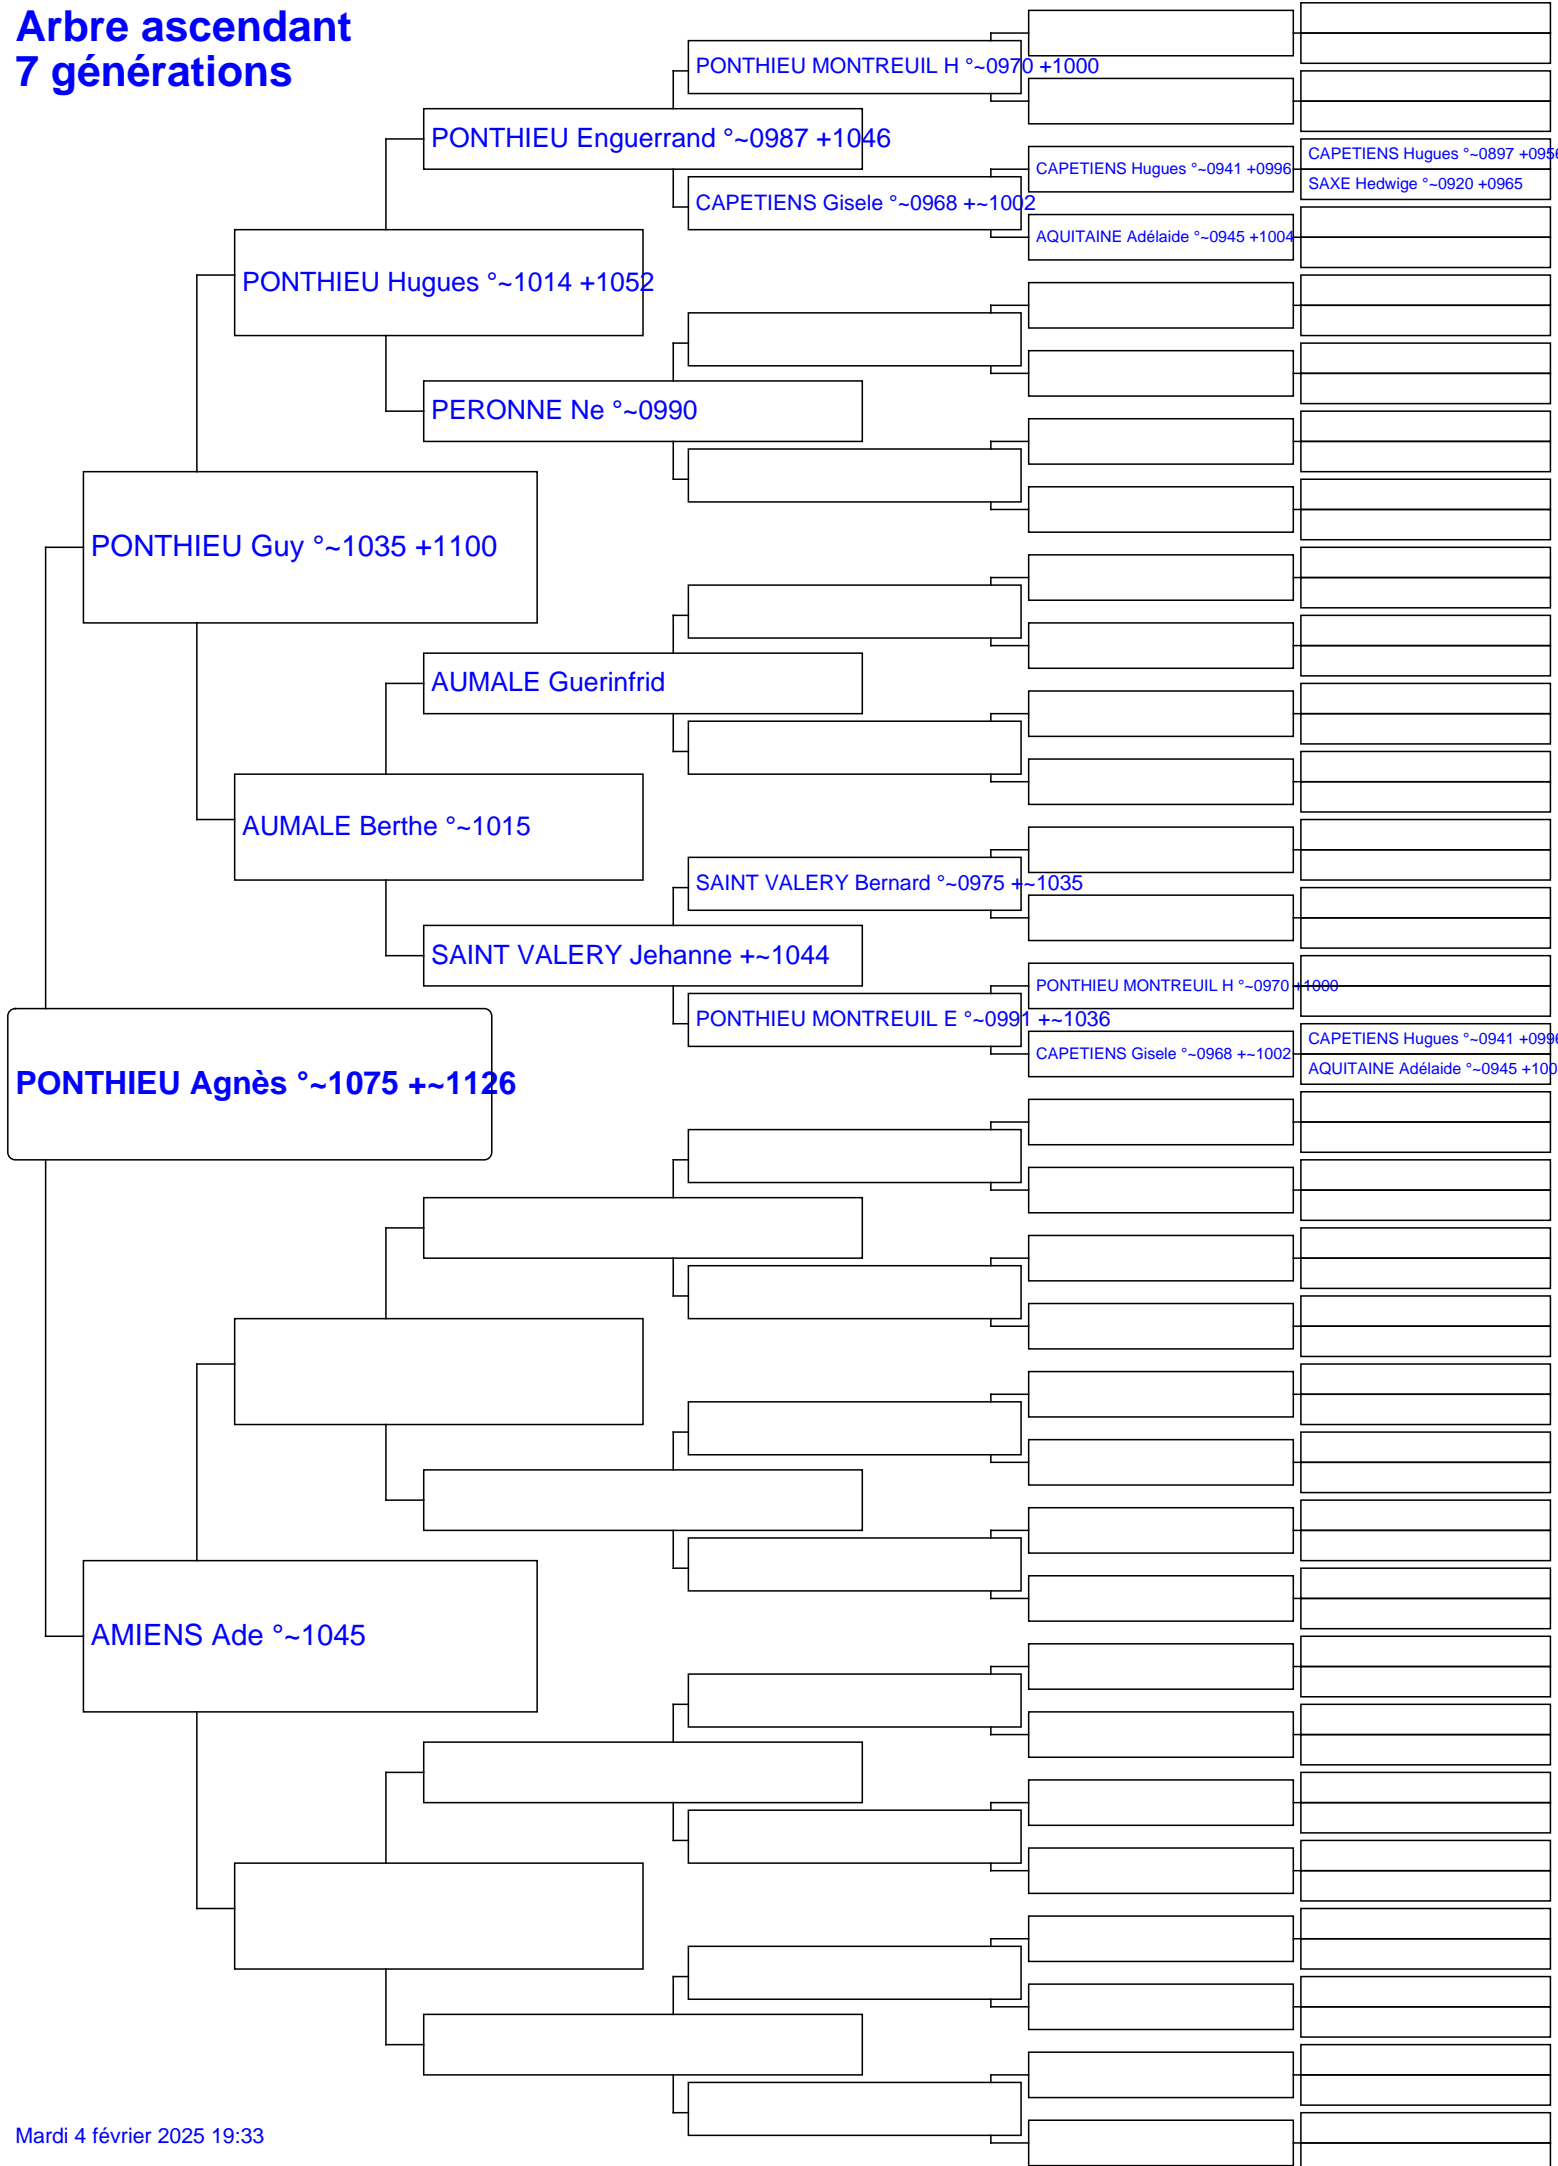 Arbre ascendant
7 générations
PONTHIEU MONTREUIL H °~0970 +1000
PONTHIEU Enguerrand °~0987 +1046
CAPETIENS Hugues °~0897 +0956
CAPETIENS Hugues °~0941 +0996
SAXE Hedwige °~0920 +0965
CAPETIENS Gisele °~0968 +~1002
AQUITAINE Adélaide °~0945 +1004
PONTHIEU Hugues °~1014 +1052
PERONNE Ne °~0990
PONTHIEU Guy °~1035 +1100
AUMALE Guerinfrid
AUMALE Berthe °~1015
SAINT VALERY Bernard °~0975 +~1035
SAINT VALERY Jehanne +~1044
PONTHIEU MONTREUIL H °~0970 +1000
PONTHIEU MONTREUIL E °~0991 +~1036
CAPETIENS Hugues °~0941 +0996
CAPETIENS Gisele °~0968 +~1002
AQUITAINE Adélaide °~0945 +100
PONTHIEU Agnès °~1075 +~1126
AMIENS Ade °~1045
Mardi 4 février 2025 19:33